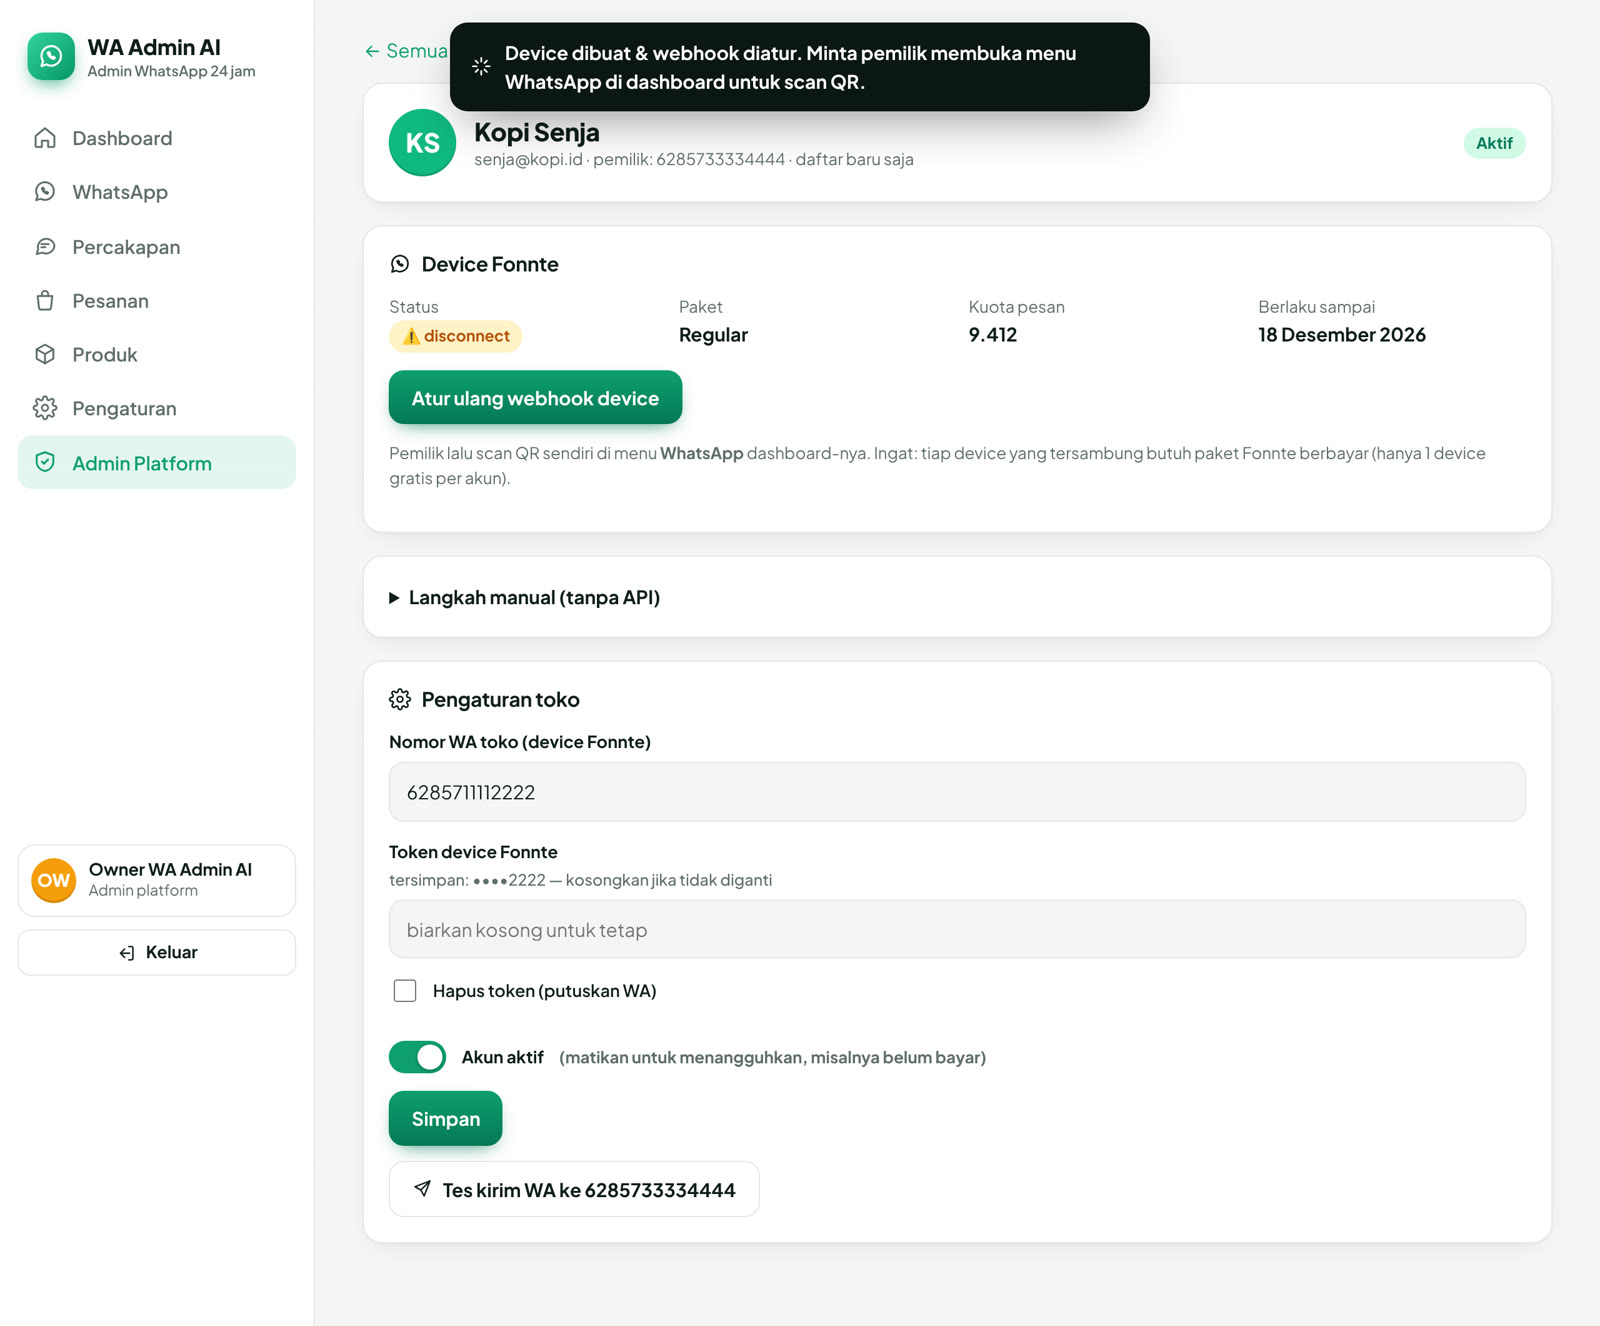 WA Admin AI
Admin WhatsApp 24 jam
Dashboard
WhatsApp
Percakapan
Pesanan
Produk
Pengaturan
Admin Platform
Owner WA Admin AI
Admin platform
Keluar
← Semua
Device dibuat & webhook diatur. Minta pemilik membuka menu
WhatsApp di dashboard untuk scan QR.
KS
Kopi Senja
senja@kopi.id · pemilik: 6285733334444 · daftar baru saja
Aktif
Device Fonnte
Status
Paket
Kuota pesan
Berlaku sampai
⚠️ disconnect
Regular
9.412
18 Desember 2026
Atur ulang webhook device
Pemilik lalu scan QR sendiri di menu WhatsApp dashboard-nya. Ingat: tiap device yang tersambung butuh paket Fonnte berbayar (hanya 1 device
gratis per akun).
▶ Langkah manual (tanpa API)
Pengaturan toko
Nomor WA toko (device Fonnte)
6285711112222
Token device Fonnte
tersimpan: ••••2222 — kosongkan jika tidak diganti
biarkan kosong untuk tetap
Hapus token (putuskan WA)
Akun aktif (matikan untuk menangguhkan, misalnya belum bayar)
Simpan
Tes kirim WA ke 6285733334444
OW